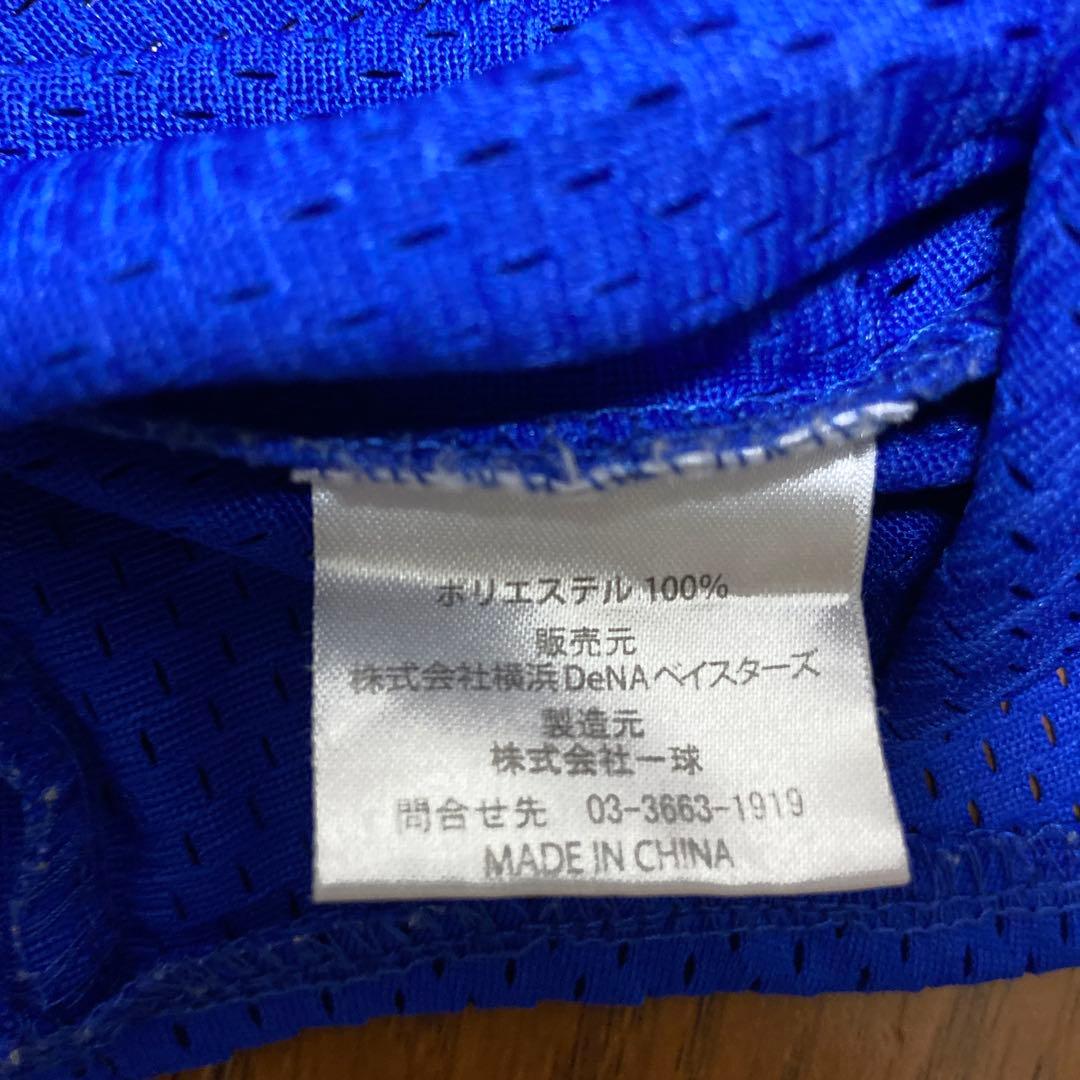 ポリエステル 100%
販売元
株式会社横浜DeNAベイスターズ
製造元
株式会社一球
問合せ先 03-3663-1919
MADE IN CHINA